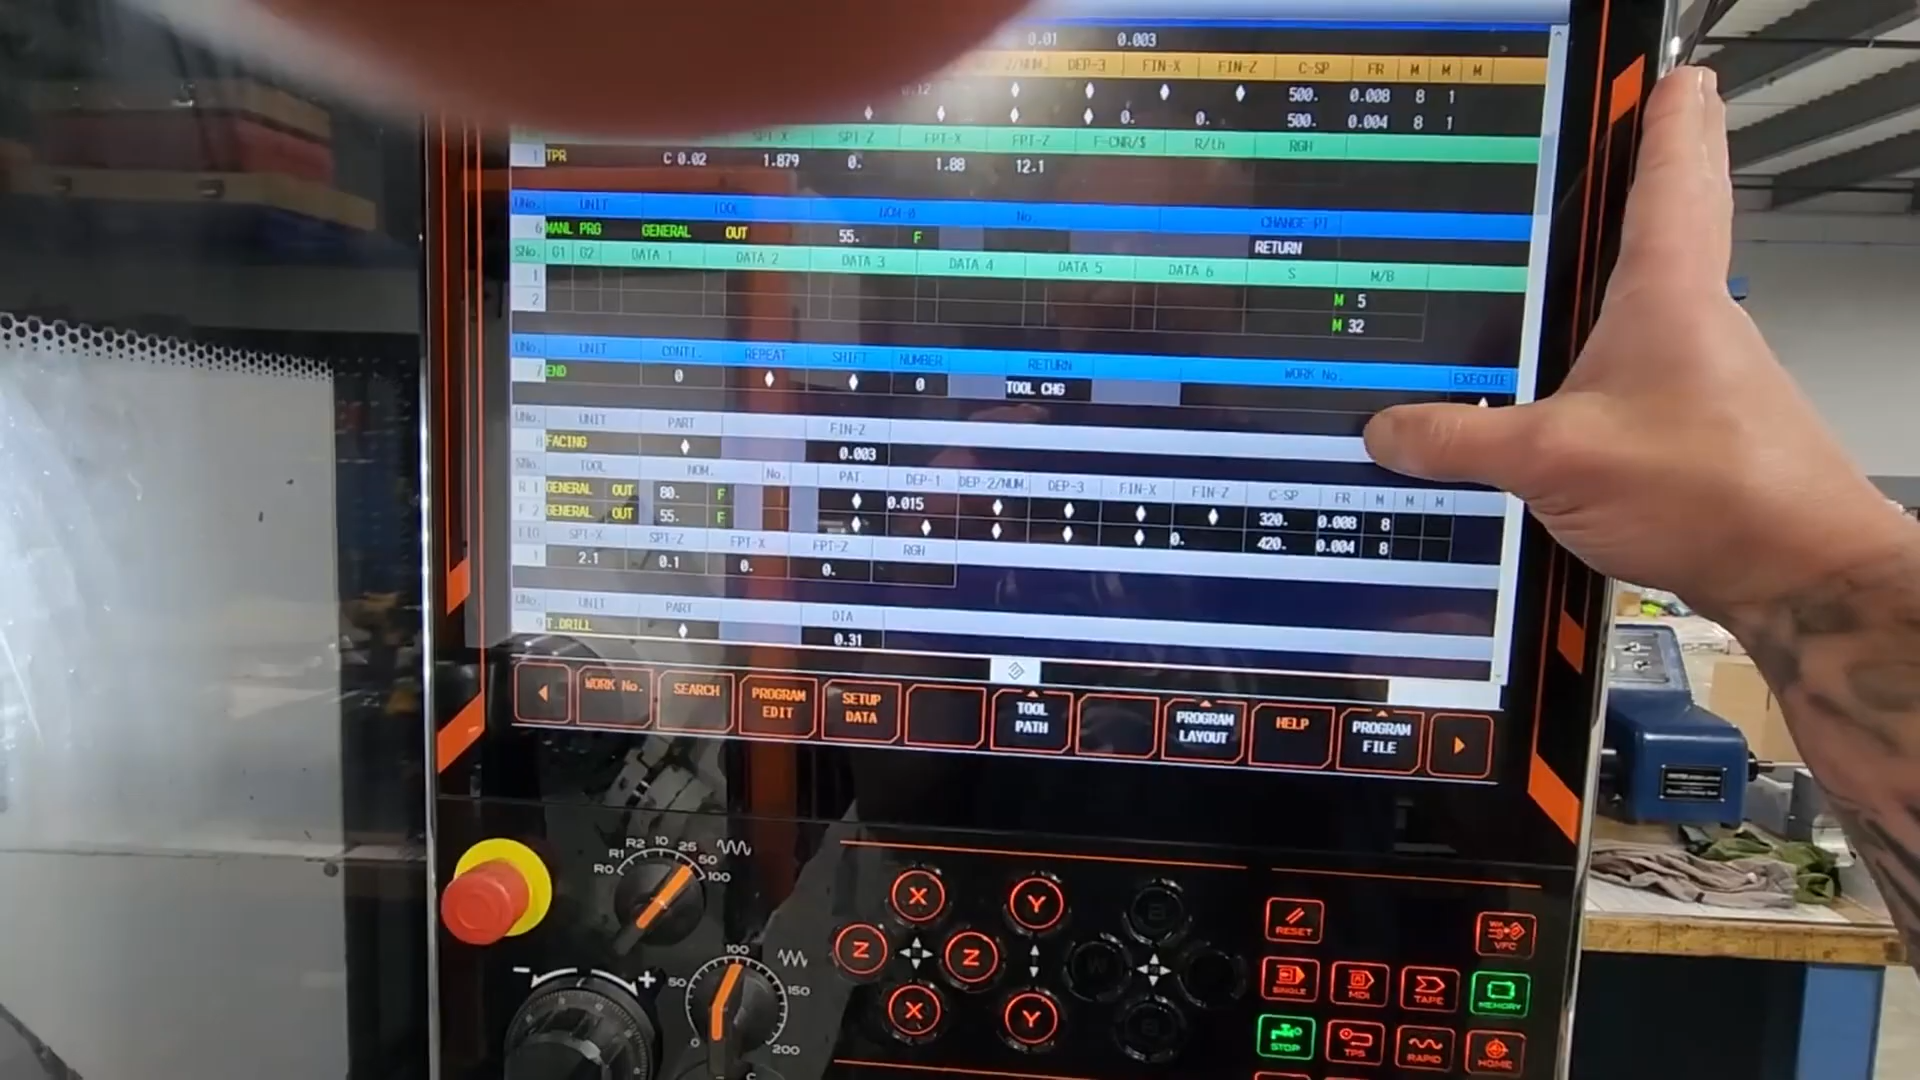 0.01 0.003
2/NUM. DEP-3 FIN-X FIN-Z C-SP FR M M M
0.12 ♦ ♦ ♦ ♦ 500. 0.008 8 1
♦ ♦ ♦ ♦ 0. 0. 500. 0.004 8 1
SPT-X SPT-Z FPT-X FPT-Z F-CNR/$ R/th RGH
1 TPR C 0.02 1.879 0. 1.88 12.1
UNo. UNIT TOOL NOM-Ø No. CHANGE-PT
6 MANL PRG GENERAL OUT 55. F RETURN
SNo. G1 G2 DATA 1 DATA 2 DATA 3 DATA 4 DATA 5 DATA 6 S M/B
1 M 5
2 M 32
UNo. UNIT CONTI. REPEAT SHIFT NUMBER RETURN WORK No. EXECUTE
7 END 0 ♦ ♦ 0 TOOL CHG ♦
UNo. UNIT PART FIN-Z
8 FACING ♦ 0.003
SNo. TOOL NOM. No. PAT. DEP-1 DEP-2/NUM. DEP-3 FIN-X FIN-Z C-SP FR M M M
R 1 GENERAL OUT 80. F ♦ 0.015 ♦ ♦ ♦ ♦ 320. 0.008 8
F 2 GENERAL OUT 55. F ♦ ♦ ♦ ♦ ♦ 0. 420. 0.004 8
FIG SPT-X SPT-Z FPT-X FPT-Z RGH
1 2.1 0.1 0. 0.
UNo. UNIT PART DIA
9 T.DRILL ♦ 0.31
WORK No. SEARCH PROGRAM EDIT SETUP DATA TOOL PATH PROGRAM LAYOUT HELP PROGRAM FILE
R0 R1 R2 10 25 50 100
0 50 100 150 200
- +
X Y
Z Z
X Y
RESET VFC
SINGLE MDI TAPE MEMORY
STOP TPS RAPID HOME